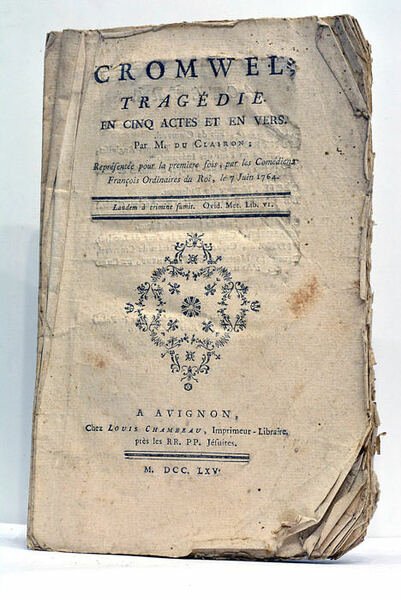 CROMWEL;
TRAGÉDIE
EN CINQ ACTES ET EN VERS.
Par M. DU CLAIRON;
Représentée pour la premiere fois, par les Comédiens
François Ordinaires du Roi, le 7 Juin 1764.
Laudem à crimine sumit. Ovid. Met. Lib. VI.
A AVIGNON,
Chez LOUIS CHAMBEAU, Imprimeur-Libraire,
près les RR. PP. Jésuites.
M. DCC. LXV